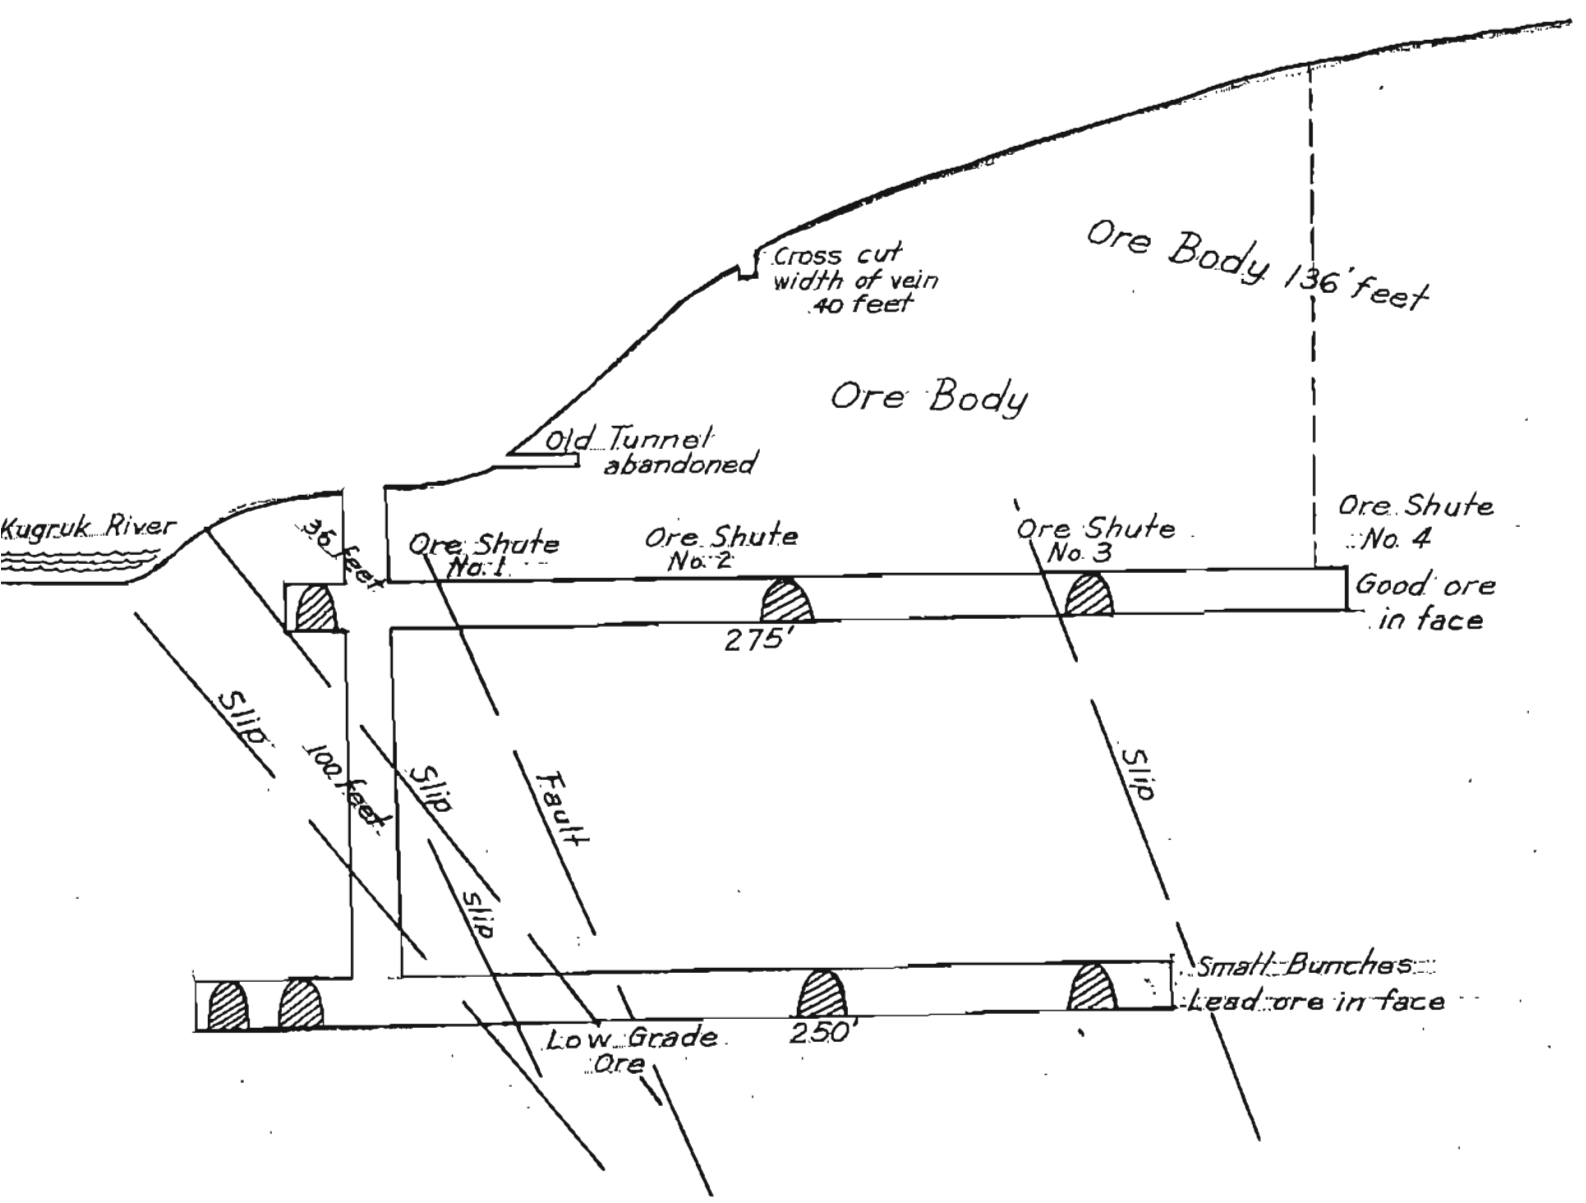 Cross cut
width of vein
40 feet
Ore Body 136' feet
Ore Body
Old Tunnel
abandoned
Kugruk River
36 feet
Ore Shute
No. 1
Ore Shute
No. 2
Ore Shute
No. 3
Ore Shute
No. 4
Good ore
in face
275'
Slip
100 feet
Slip
Fault
Slip
slip
Small Bunches
Lead ore in face
Low Grade
Ore
250'